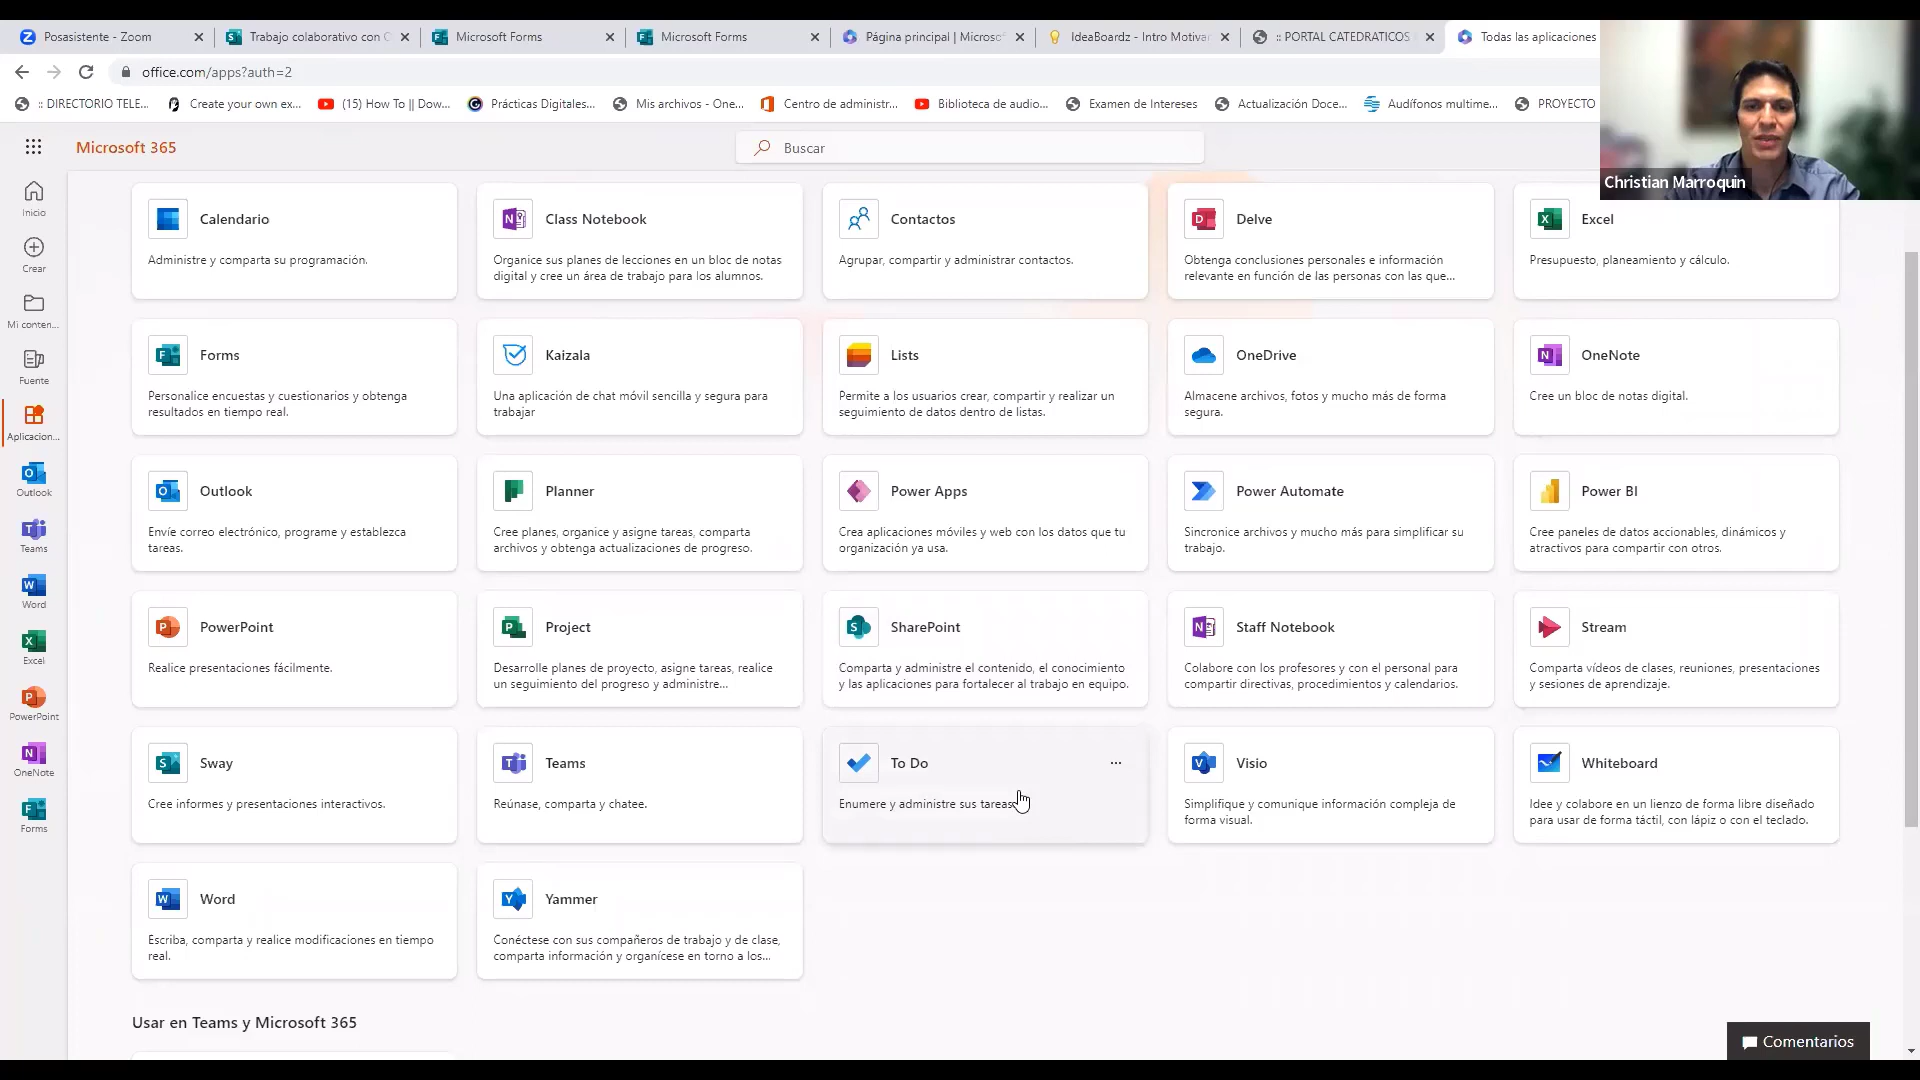 Posasistente - Zoom
Trabajo colaborativo con
Microsoft Forms
Microsoft Forms
Página principal | Microsof
IdeaBoardz - Intro Motivar
:: PORTAL CATEDRATICOS
Todas las aplicaciones
office.com/apps?auth=2
:: DIRECTORIO TELE...
Create your own ex...
(15) How To || Dow...
Prácticas Digitales...
Mis archivos - One...
Centro de administr...
Biblioteca de audio...
Examen de Intereses
Actualización Doce...
Audífonos multime...
PROYECTO
Microsoft 365
Buscar
Christian Marroquin
Inicio
Crear
Mi conten...
Fuente
Aplicacion...
Outlook
Teams
Word
Excel
PowerPoint
OneNote
Forms
Calendario
Administre y comparta su programación.
Class Notebook
Organice sus planes de lecciones en un bloc de notas
digital y cree un área de trabajo para los alumnos.
Contactos
Agrupar, compartir y administrar contactos.
Delve
Obtenga conclusiones personales e información
relevante en función de las personas con las que...
Excel
Presupuesto, planeamiento y cálculo.
Forms
Personalice encuestas y cuestionarios y obtenga
resultados en tiempo real.
Kaizala
Una aplicación de chat móvil sencilla y segura para
trabajar
Lists
Permite a los usuarios crear, compartir y realizar un
seguimiento de datos dentro de listas.
OneDrive
Almacene archivos, fotos y mucho más de forma
segura.
OneNote
Cree un bloc de notas digital.
Outlook
Envíe correo electrónico, programe y establezca
tareas.
Planner
Cree planes, organice y asigne tareas, comparta
archivos y obtenga actualizaciones de progreso.
Power Apps
Crea aplicaciones móviles y web con los datos que tu
organización ya usa.
Power Automate
Sincronice archivos y mucho más para simplificar su
trabajo.
Power BI
Cree paneles de datos accionables, dinámicos y
atractivos para compartir con otros.
PowerPoint
Realice presentaciones fácilmente.
Project
Desarrolle planes de proyecto, asigne tareas, realice
un seguimiento del progreso y administre...
SharePoint
Comparta y administre el contenido, el conocimiento
y las aplicaciones para fortalecer al trabajo en equipo.
Staff Notebook
Colabore con los profesores y con el personal para
compartir directivas, procedimientos y calendarios.
Stream
Comparta vídeos de clases, reuniones, presentaciones
y sesiones de aprendizaje.
Sway
Cree informes y presentaciones interactivos.
Teams
Reúnase, comparta y chatee.
To Do
Enumere y administre sus tareas
Visio
Simplifique y comunique información compleja de
forma visual.
Whiteboard
Idee y colabore en un lienzo de forma libre diseñado
para usar de forma táctil, con lápiz o con el teclado.
Word
Escriba, comparta y realice modificaciones en tiempo
real.
Yammer
Conéctese con sus compañeros de trabajo y de clase,
comparta información y organícese en torno a los...
Usar en Teams y Microsoft 365
Comentarios